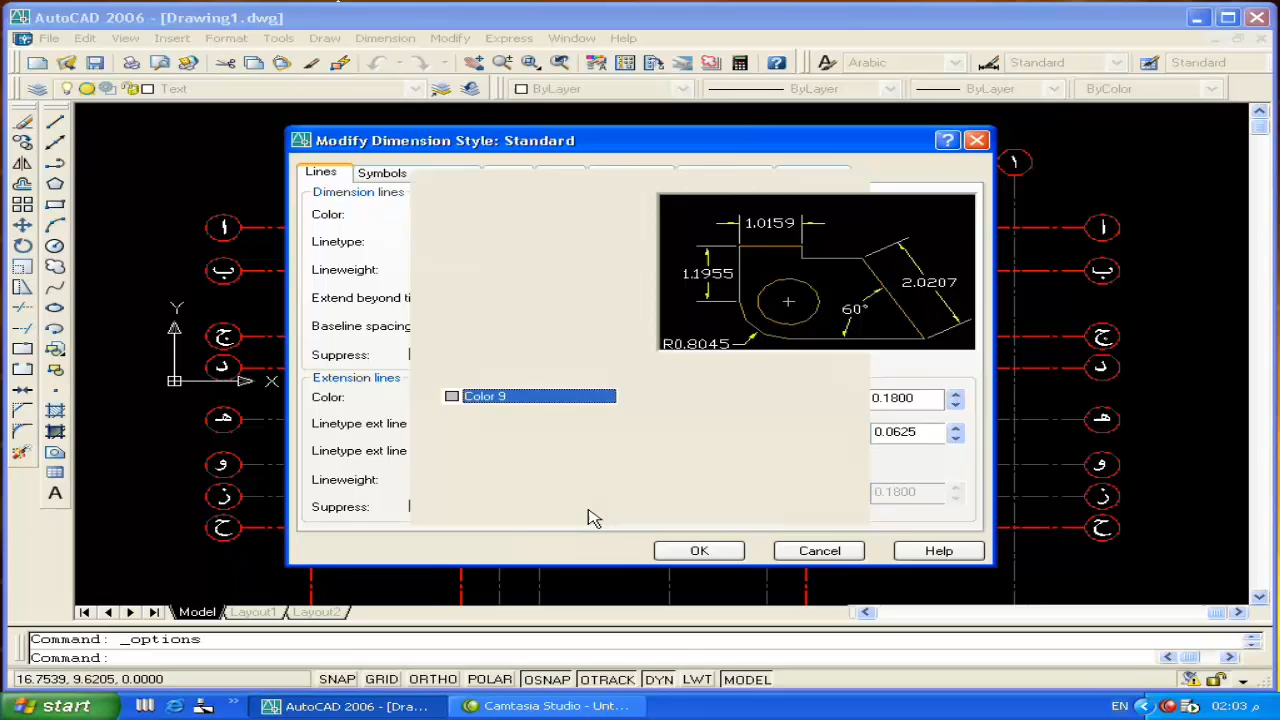 AutoCAD 2006 - [Drawing1.dwg]
File Edit View Insert Format Tools Draw Dimension Modify Express Window Help
Arabic Standard Standard
Text ByLayer ByLayer ByLayer ByColor
Modify Dimension Style: Standard
Lines Symbols
Dimension lines
Color:
Linetype:
Lineweight:
Extend beyond ti
Baseline spacing
Suppress:
1.0159
1.1955
2.0207
60°
R0.8045
Extension lines
Color:
Color 9
0.1800
Linetype ext line
0.0625
Linetype ext line
Lineweight:
0.1800
Suppress:
OK Cancel Help
١
ا ا
ب ب
ج ج
د د
هـ هـ
و و
ز ز
ح ح
Y
X
Model Layout1 Layout2
Command: _options
Command:
16.7539, 9.6205, 0.0000 SNAP GRID ORTHO POLAR OSNAP OTRACK DYN LWT MODEL
start AutoCAD 2006 - [Dra... Camtasia Studio - Unt... EN 02:03 م